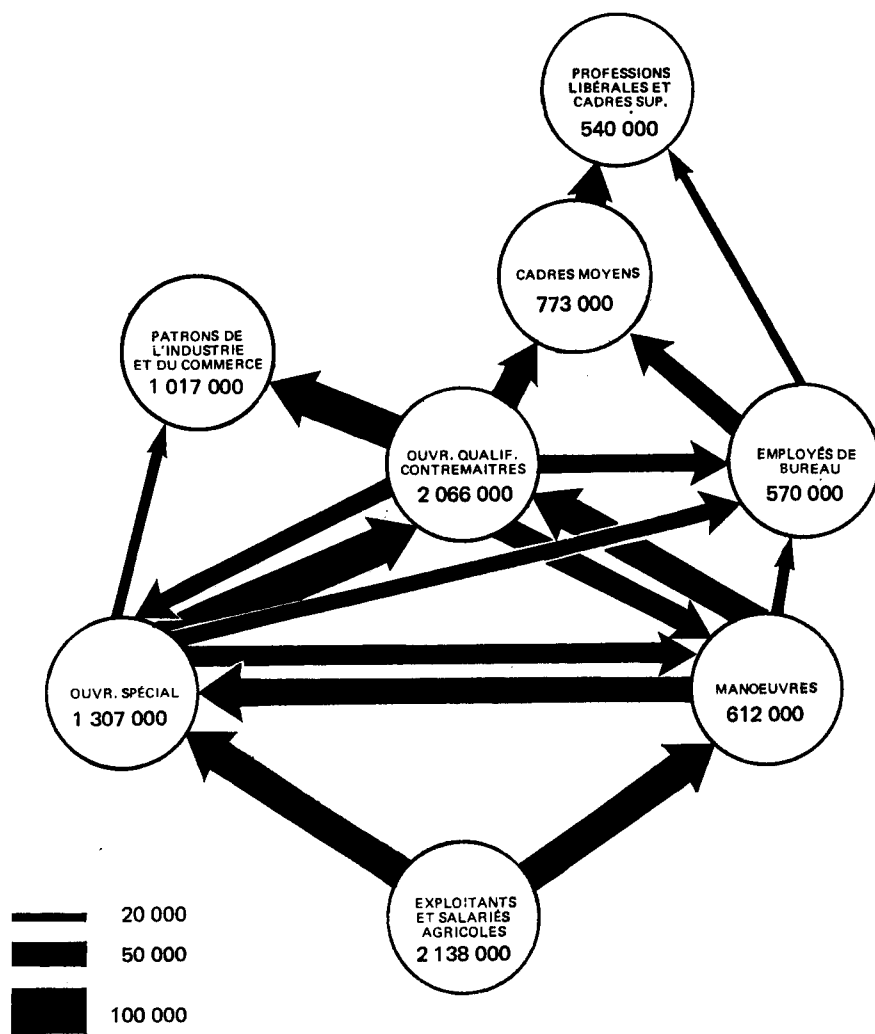 PROFESSIONS
LIBÉRALES ET
CADRES SUP.
540 000
CADRES MOYENS
773 000
PATRONS DE
L'INDUSTRIE
ET DU COMMERCE
1 017 000
OUVR. QUALIF.
CONTREMAITRES
2 066 000
EMPLOYÉS DE
BUREAU
570 000
OUVR. SPÉCIAL
1 307 000
MANOEUVRES
612 000
EXPLOITANTS
ET SALARIÉS
AGRICOLES
2 138 000
20 000
50 000
100 000